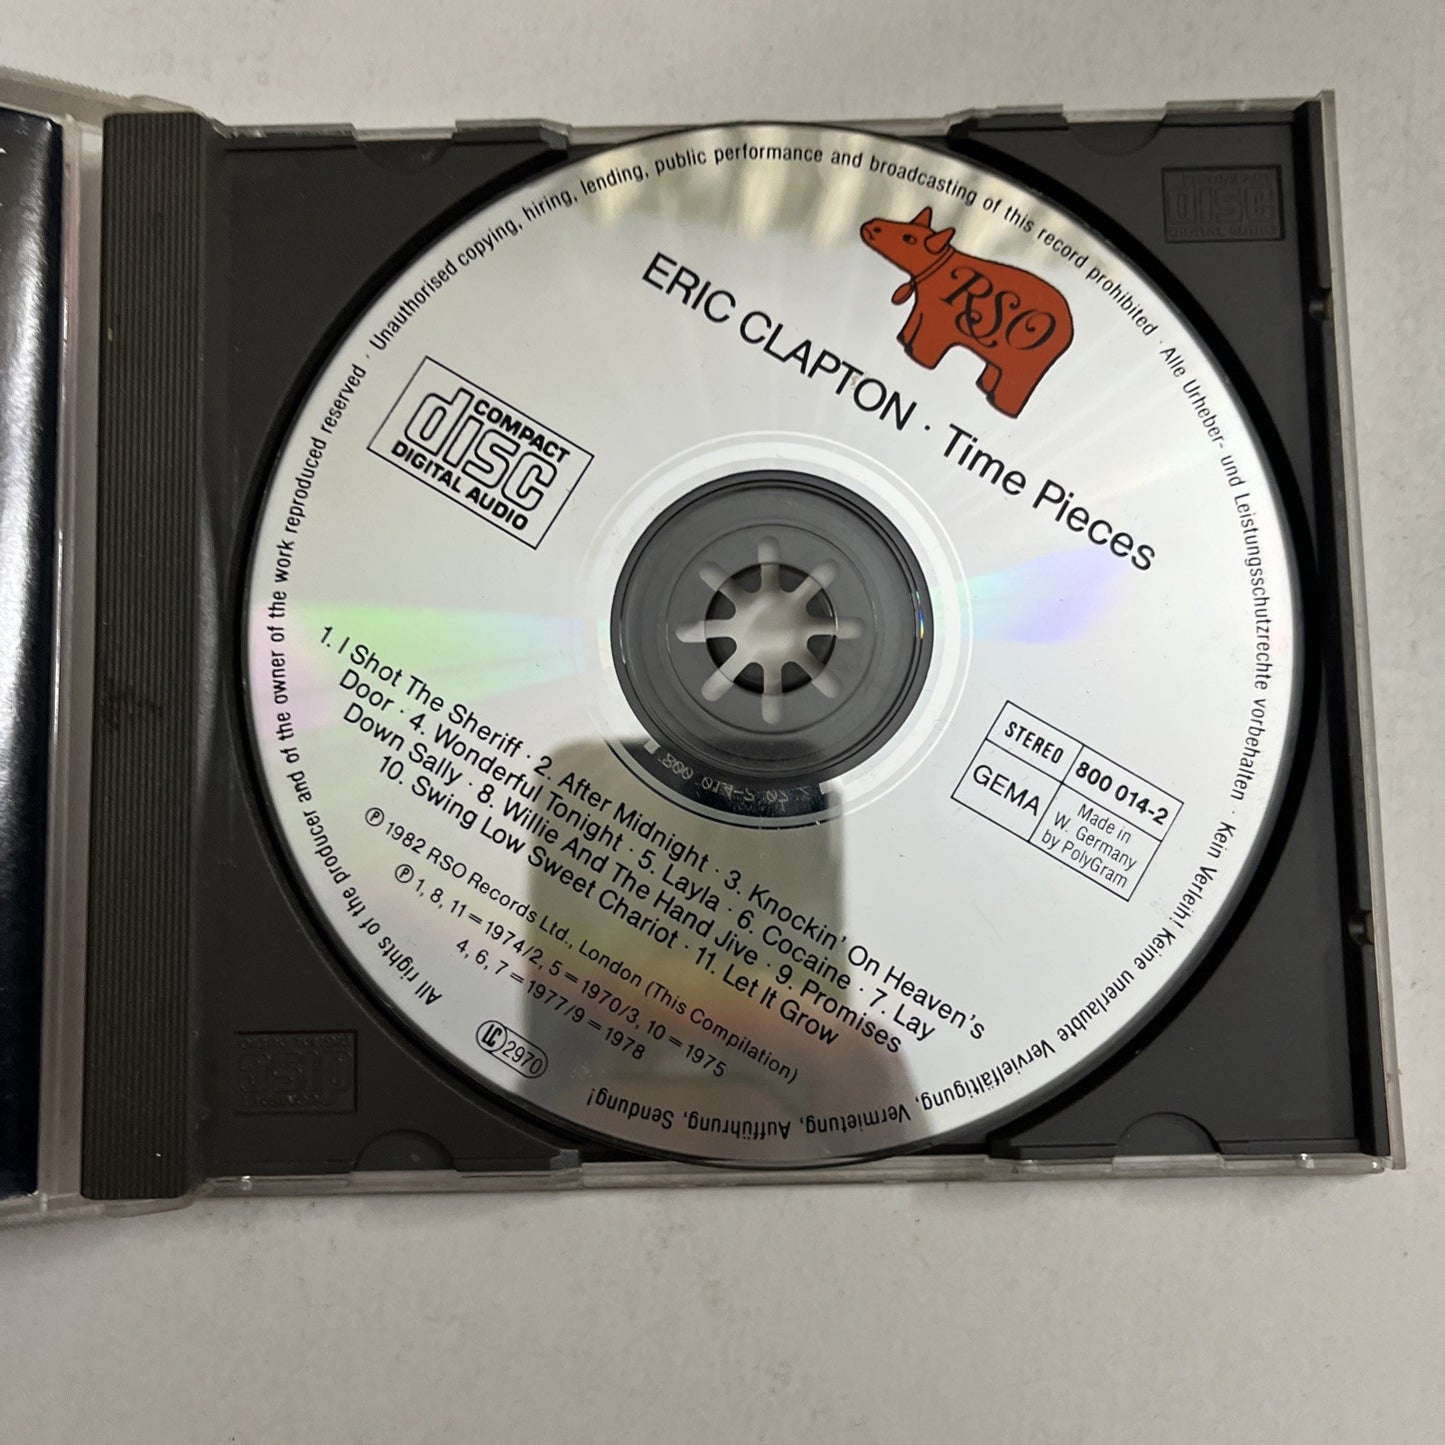 Unauthorised copying, hiring, lending, public performance and broadcasting of this record prohibited · Alle Urheber- und Leistungsschutzrechte vorbehalten · Kein Verleih! Keine unerlaubte Vervielfältigung, Vermietung, Aufführung, Sendung!
All rights of the producer and of the owner of the work reproduced reserved ·
RSO
ERIC CLAPTON · Time Pieces
COMPACT
disc
DIGITAL AUDIO
STEREO
800 014-2
GEMA
Made in
W. Germany
by PolyGram
1. I Shot The Sheriff · 2. After Midnight · 3. Knockin' On Heaven's
Door · 4. Wonderful Tonight · 5. Layla · 6. Cocaine · 7. Lay
Down Sally · 8. Willie And The Hand Jive · 9. Promises
10. Swing Low Sweet Chariot · 11. Let It Grow
℗ 1982 RSO Records Ltd., London (This Compilation)
℗ 1, 8, 11 = 1974/2, 5 = 1970/3, 10 = 1975
4, 6, 7 = 1977/9 = 1978
LC 2970
disc
DIGITAL AUDIO
disc